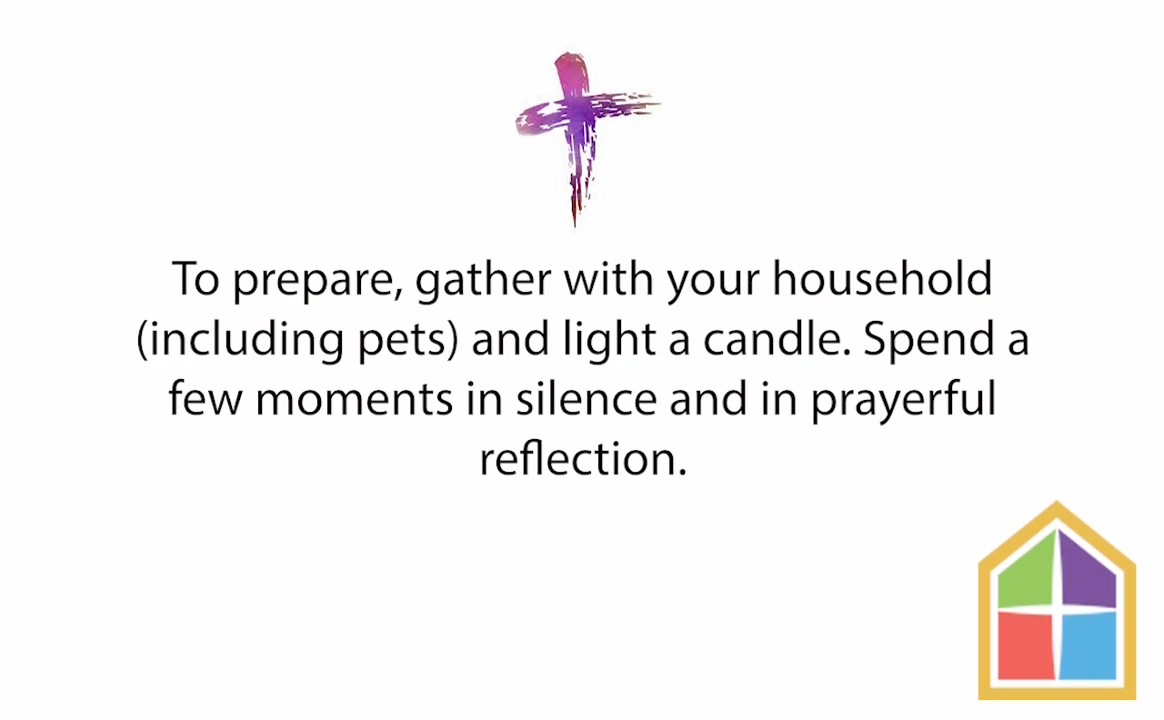 To prepare, gather with your household
(including pets) and light a candle. Spend a
few moments in silence and in prayerful
reflection.